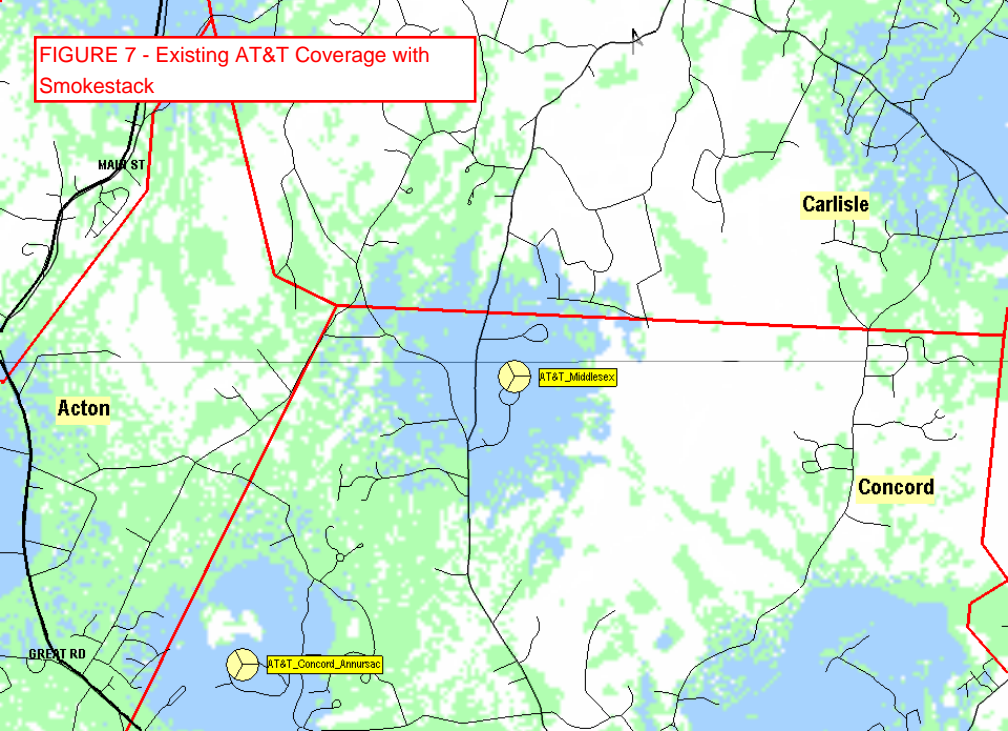 FIGURE 7 - Existing AT&T Coverage with
Smokestack
MAIN ST
Carlisle
AT&T_Middlesex
Acton
Concord
GREAT RD
AT&T_Concord_Annursac